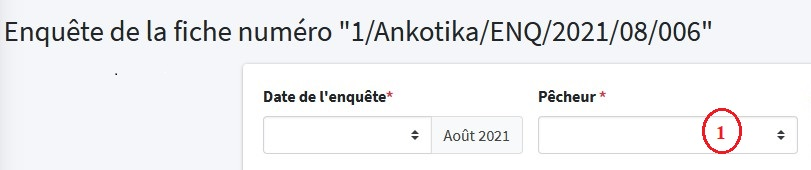 Enquête de la fiche numéro "1/Ankotika/ENQ/2021/08/006"
Date de l'enquête* Pêcheur *
Août 2021 1